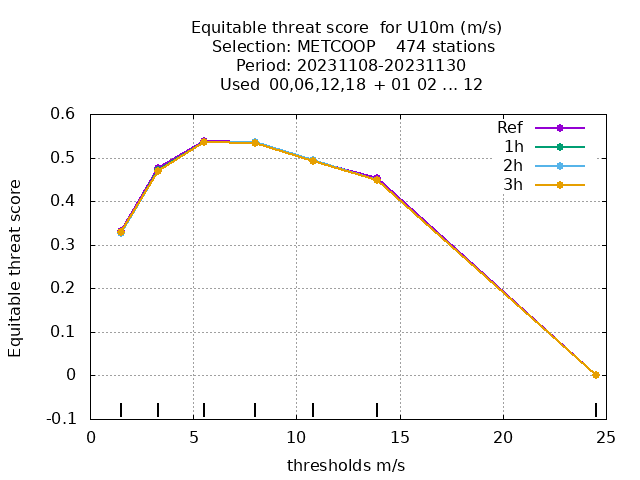 Equitable threat score  for U10m (m/s)
Selection: METCOOP    474 stations
Period: 20231108-20231130
Used  00,06,12,18  + 01 02 ... 12
Ref
1h
2h
3h
0.6
0.5
0.4
0.3
0.2
0.1
0
-0.1
Equitable threat score
0 5 10 15 20 25
thresholds m/s